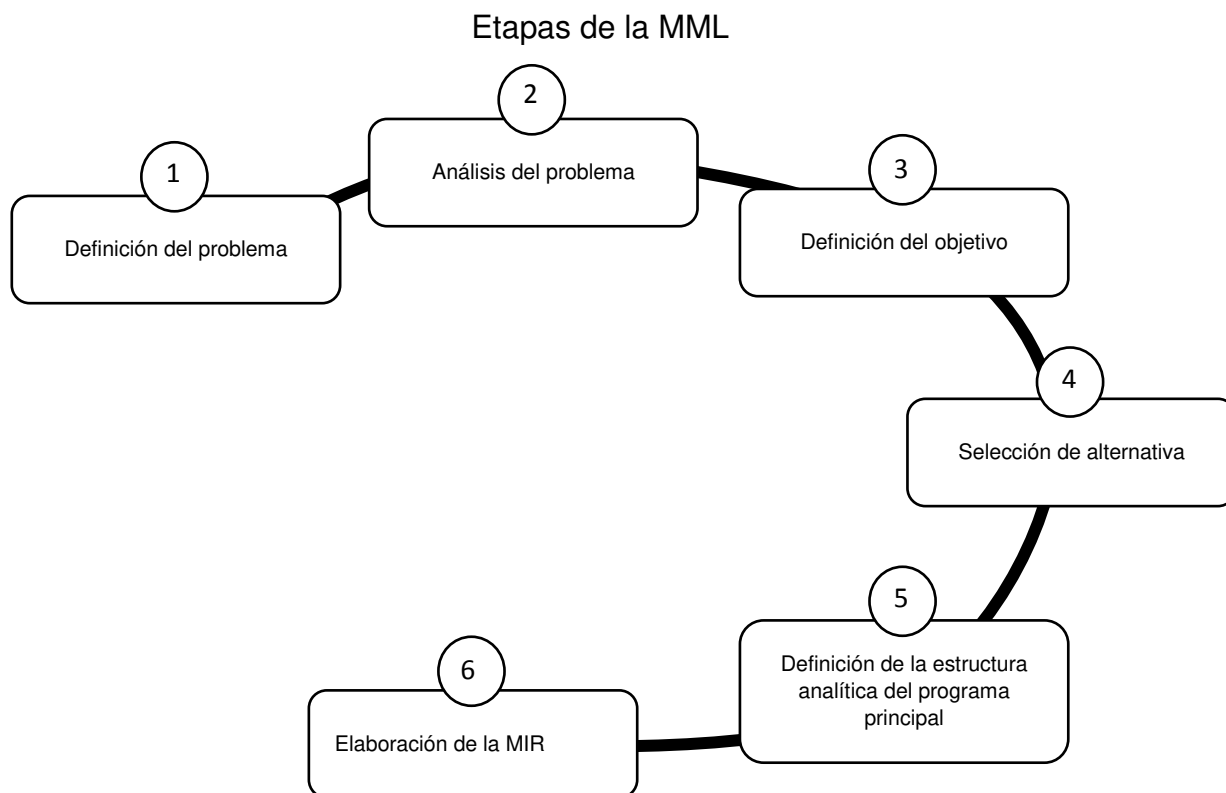 Etapas de la MML
1
Definición del problema
2
Análisis del problema
3
Definición del objetivo
4
Selección de alternativa
5
Definición de la estructura
analítica del programa
principal
6
Elaboración de la MIR